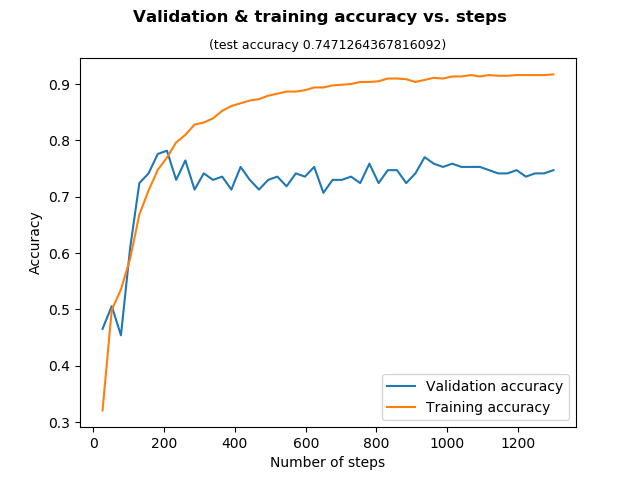 Validation & training accuracy vs. steps
(test accuracy 0.7471264367816092)
Accuracy
0.9
0.8
0.7
0.6
0.5
0.4
0.3
Validation accuracy
Training accuracy
0 200 400 600 800 1000 1200
Number of steps